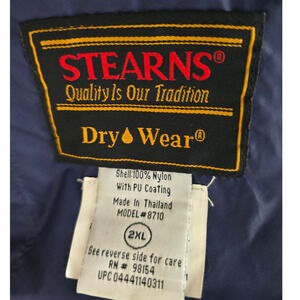 STEARNS®
Quality Is Our Tradition
Dry Wear®
Shell:100% Nylon
With PU Coating
Made In Thailand
MODEL#8710
2XL
See reverse side for care
RN # 98154
UPC 04441140311